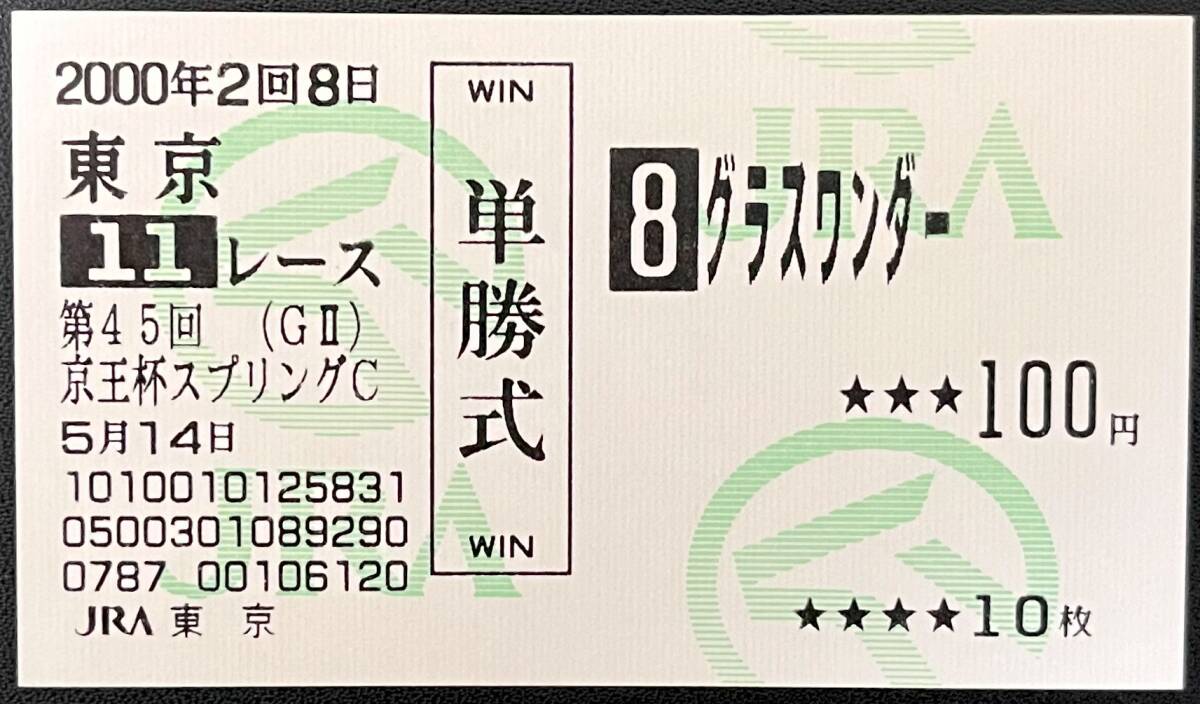 2000年2回8日
東京
11レース
第45回 (GⅡ)
京王杯スプリングC
5月14日
1010010125831
0500301089290
0787 00106120
JRA 東京
WIN
単勝式
WIN
8 グラスワンダー
★★★100円
★★★★10枚
JRA
JRA